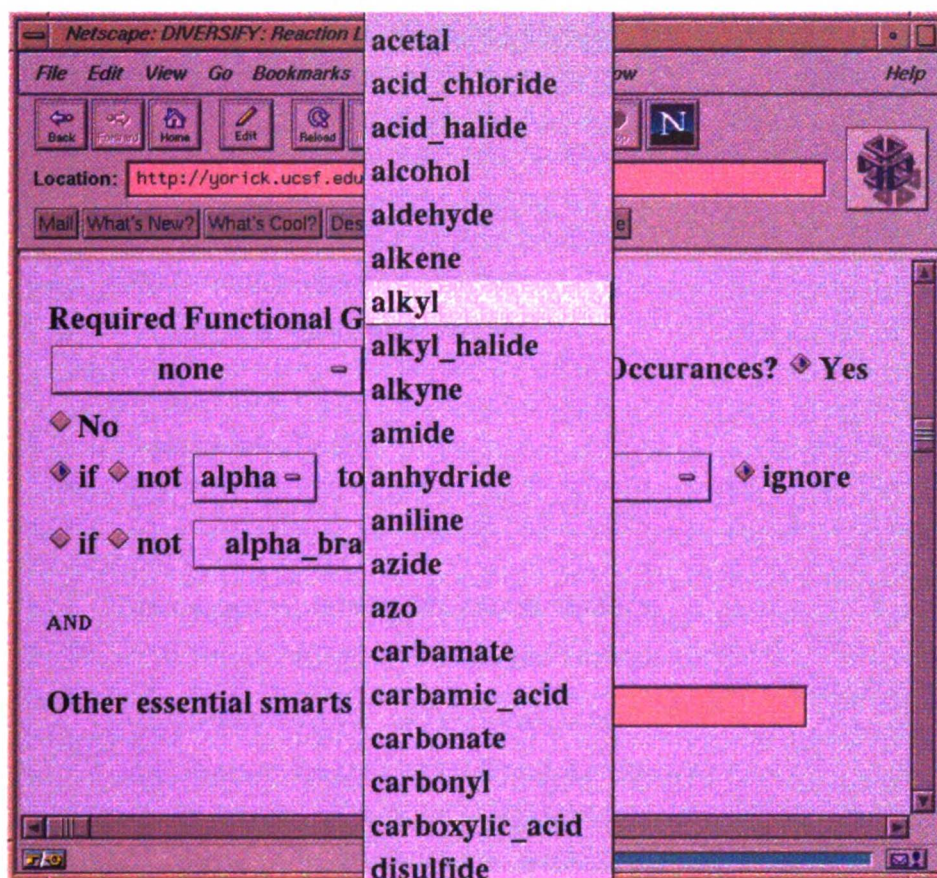 Netscape: DIVERSIFY: Reaction L
File Edit View Go Bookmarks ow Help
Back Forward Home Edit Reload op N
Location: http://yorick.ucsf.edu
Mail What's New? What's Cool? Des e
Required Functional G
none Occurances? Yes
No
if not alpha to ignore
if not alpha_bra
AND
Other essential smarts
acetal
acid_chloride
acid_halide
alcohol
aldehyde
alkene
alkyl
alkyl_halide
alkyne
amide
anhydride
aniline
azide
azo
carbamate
carbamic_acid
carbonate
carbonyl
carboxylic_acid
disulfide